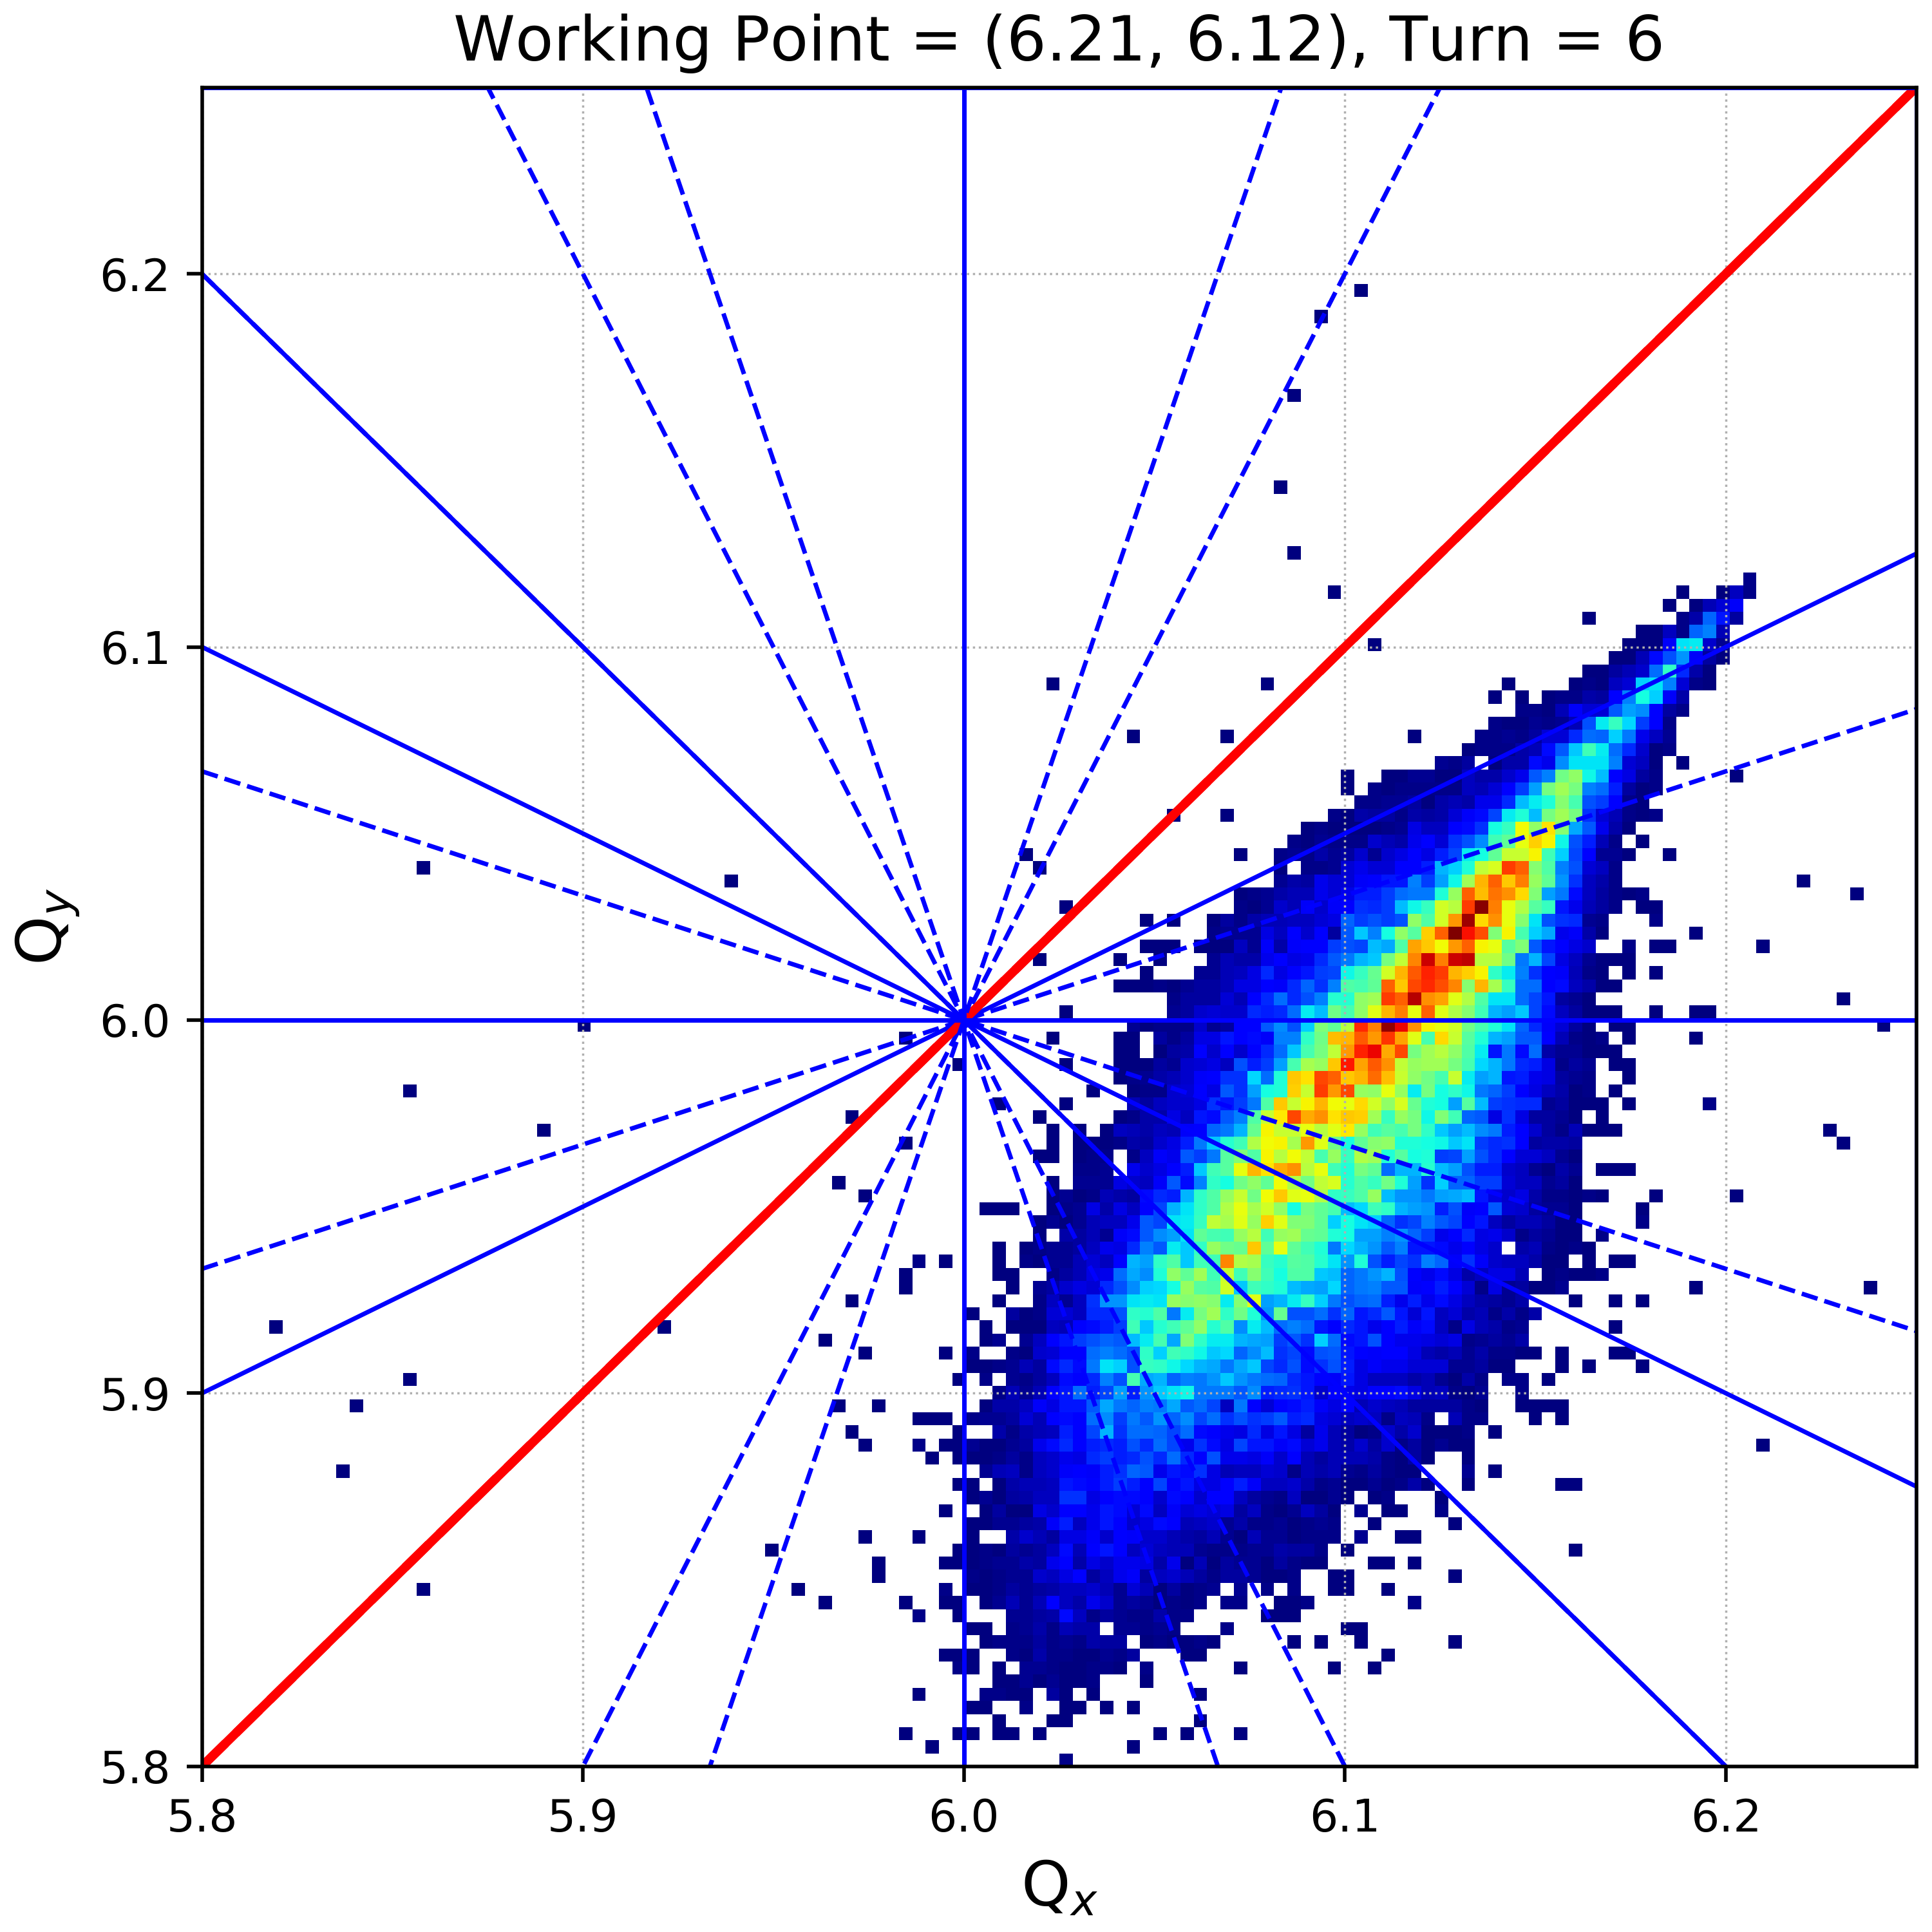 Working Point = (6.21, 6.12), Turn = 6
6.2
6.1
6.0
5.9
5.8
Qy
5.8 5.9 6.0 6.1 6.2
Qx